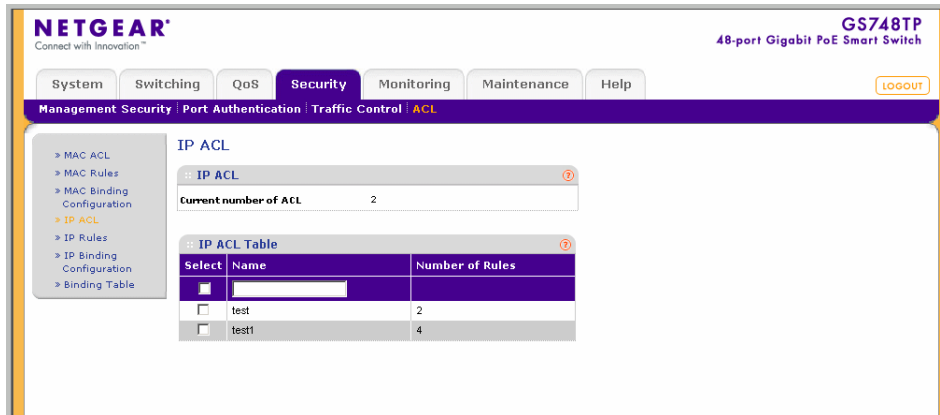 NETGEAR®
Connect with Innovation™
GS748TP
48-port Gigabit PoE Smart Switch
System Switching QoS Security Monitoring Maintenance Help
LOGOUT
Management Security Port Authentication Traffic Control ACL
» MAC ACL
» MAC Rules
» MAC Binding
Configuration
» IP ACL
» IP Rules
» IP Binding
Configuration
» Binding Table
IP ACL
:: IP ACL ?
Current number of ACL 2
:: IP ACL Table ?
Select Name Number of Rules
test 2
test1 4